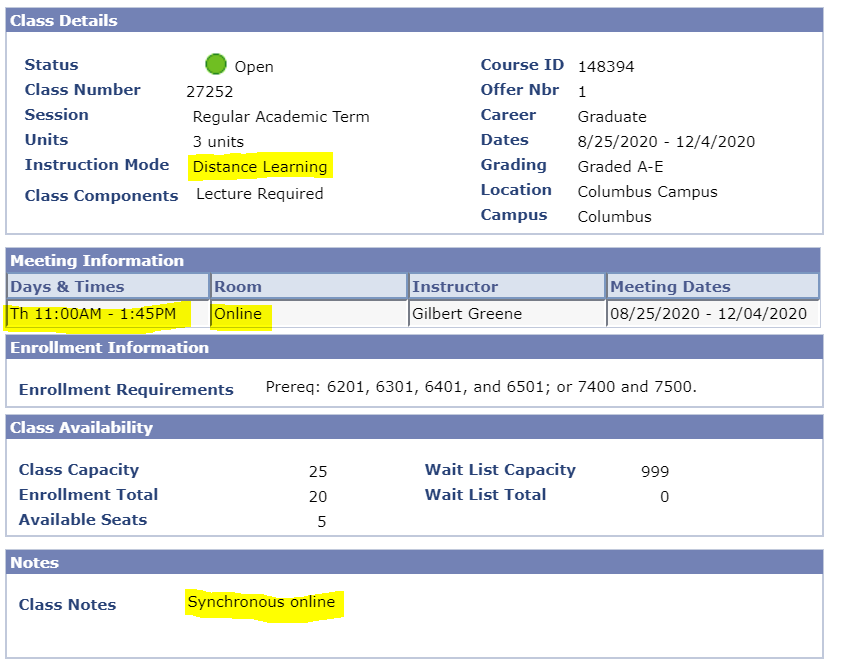 Class Details
Status Open Course ID 148394
Class Number 27252 Offer Nbr 1
Session Regular Academic Term Career Graduate
Units 3 units Dates 8/25/2020 - 12/4/2020
Instruction Mode Distance Learning Grading Graded A-E
Class Components Lecture Required Location Columbus Campus
Campus Columbus
Meeting Information
Days & Times Room Instructor Meeting Dates
Th 11:00AM - 1:45PM Online Gilbert Greene 08/25/2020 - 12/04/2020
Enrollment Information
Enrollment Requirements Prereq: 6201, 6301, 6401, and 6501; or 7400 and 7500.
Class Availability
Class Capacity 25 Wait List Capacity 999
Enrollment Total 20 Wait List Total 0
Available Seats 5
Notes
Class Notes Synchronous online